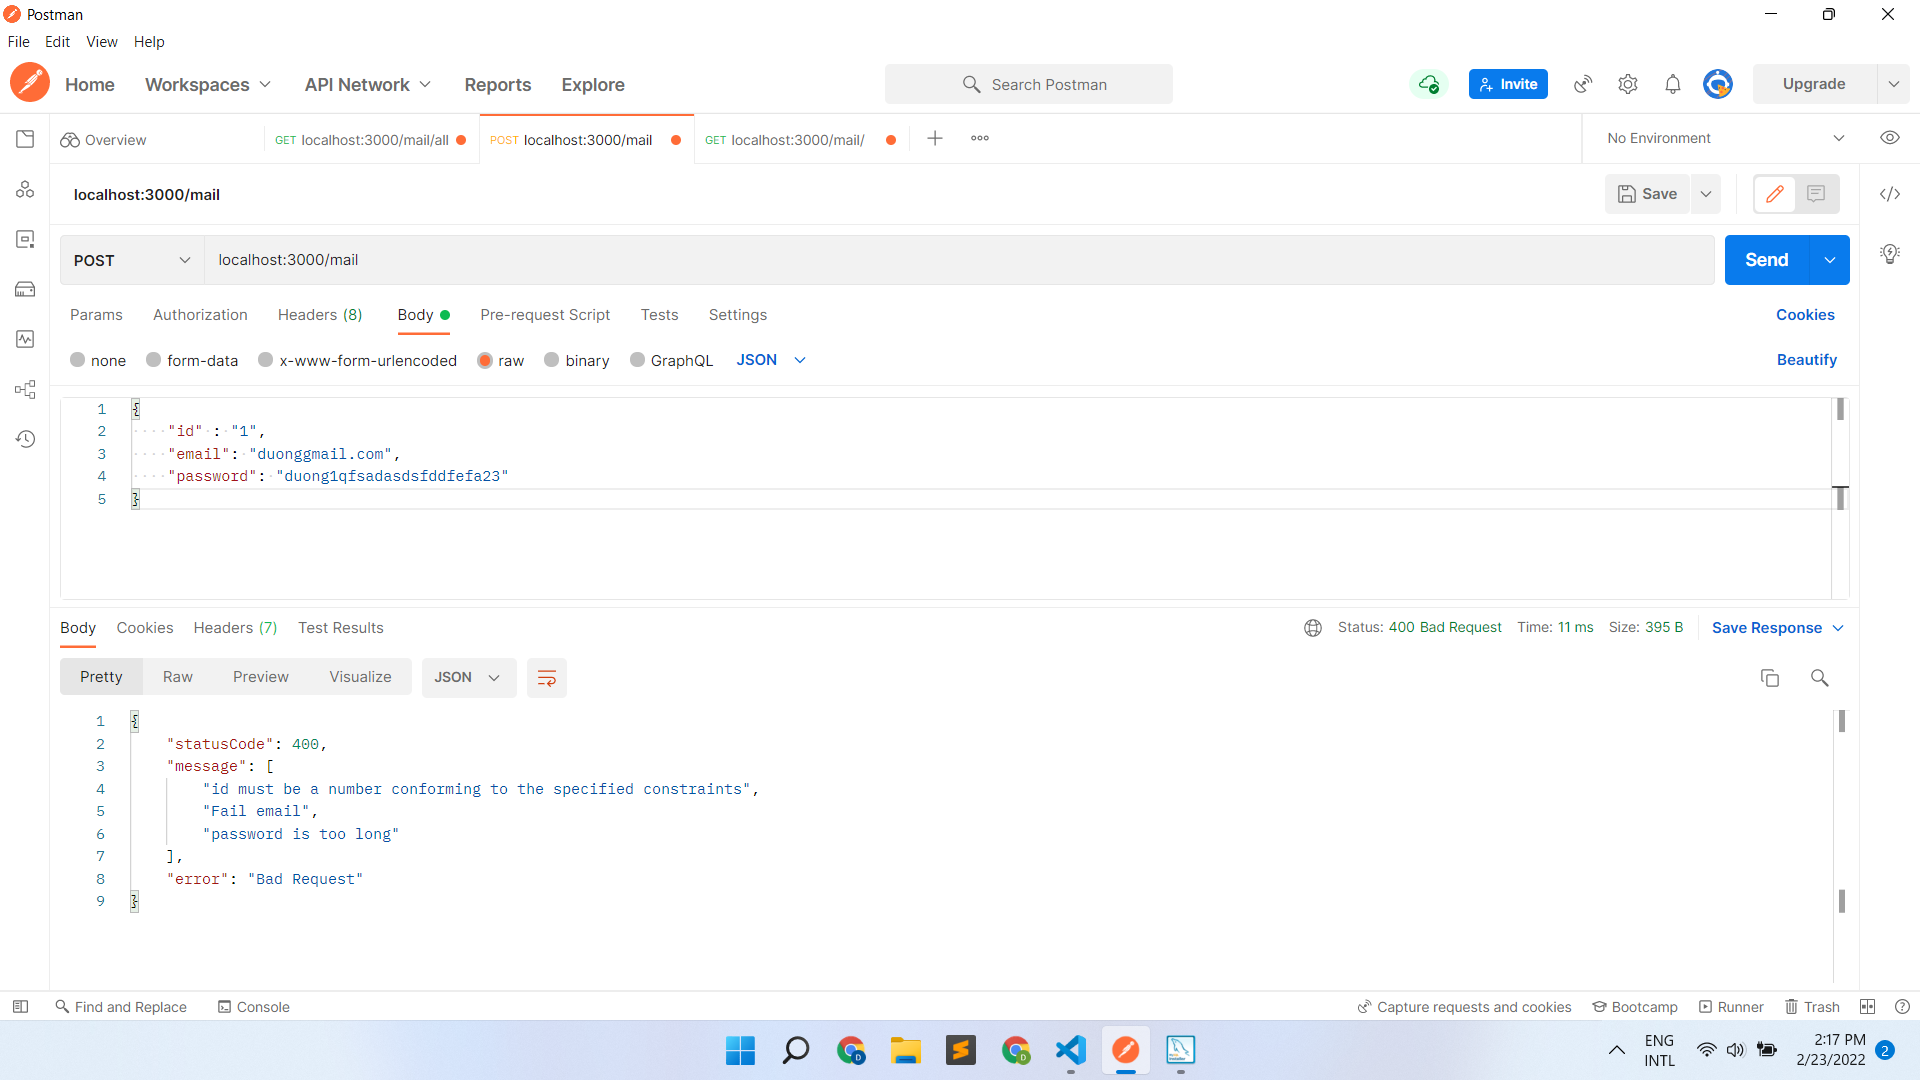 Postman
File Edit View Help
Home Workspaces API Network Reports Explore Search Postman Invite Upgrade
Overview GET localhost:3000/mail/all POST localhost:3000/mail GET localhost:3000/mail/ No Environment
localhost:3000/mail Save
POST localhost:3000/mail Send
Params Authorization Headers (8) Body Pre-request Script Tests Settings Cookies
none form-data x-www-form-urlencoded raw binary GraphQL JSON Beautify
1 {
2 "id" : "1",
3 "email": "duonggmail.com",
4 "password": "duong1qfsadasdsfddfefa23"
5 }
Body Cookies Headers (7) Test Results Status: 400 Bad Request Time: 11 ms Size: 395 B Save Response
Pretty Raw Preview Visualize JSON
1 {
2 "statusCode": 400,
3 "message": [
4 "id must be a number conforming to the specified constraints",
5 "Fail email",
6 "password is too long"
7 ],
8 "error": "Bad Request"
9 }
Find and Replace Console Capture requests and cookies Bootcamp Runner Trash
ENG 2:17 PM
INTL 2/23/2022 2